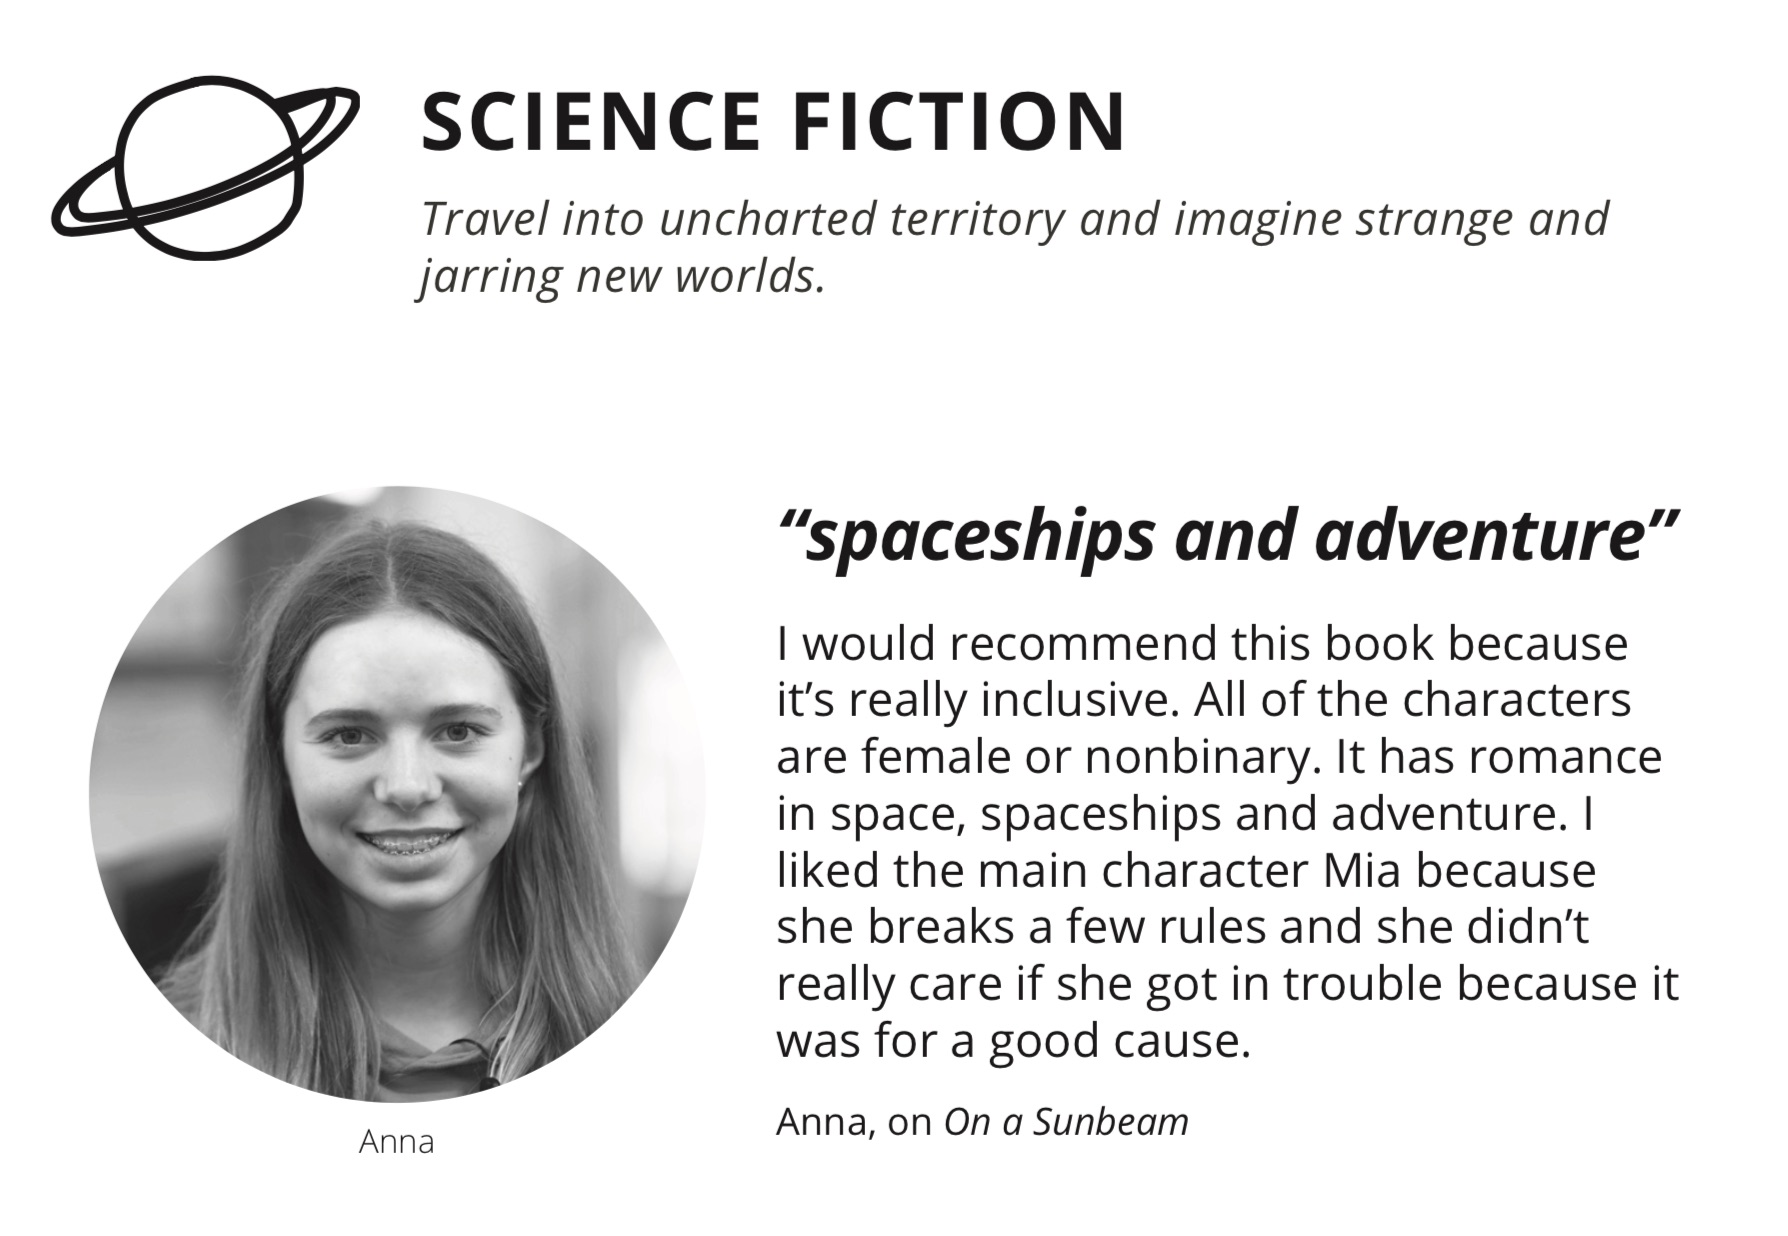 SCIENCE FICTION
Travel into uncharted territory and imagine strange and
jarring new worlds.
“spaceships and adventure”
I would recommend this book because
it’s really inclusive. All of the characters
are female or nonbinary. It has romance
in space, spaceships and adventure. I
liked the main character Mia because
she breaks a few rules and she didn’t
really care if she got in trouble because it
was for a good cause.
Anna, on On a Sunbeam
Anna